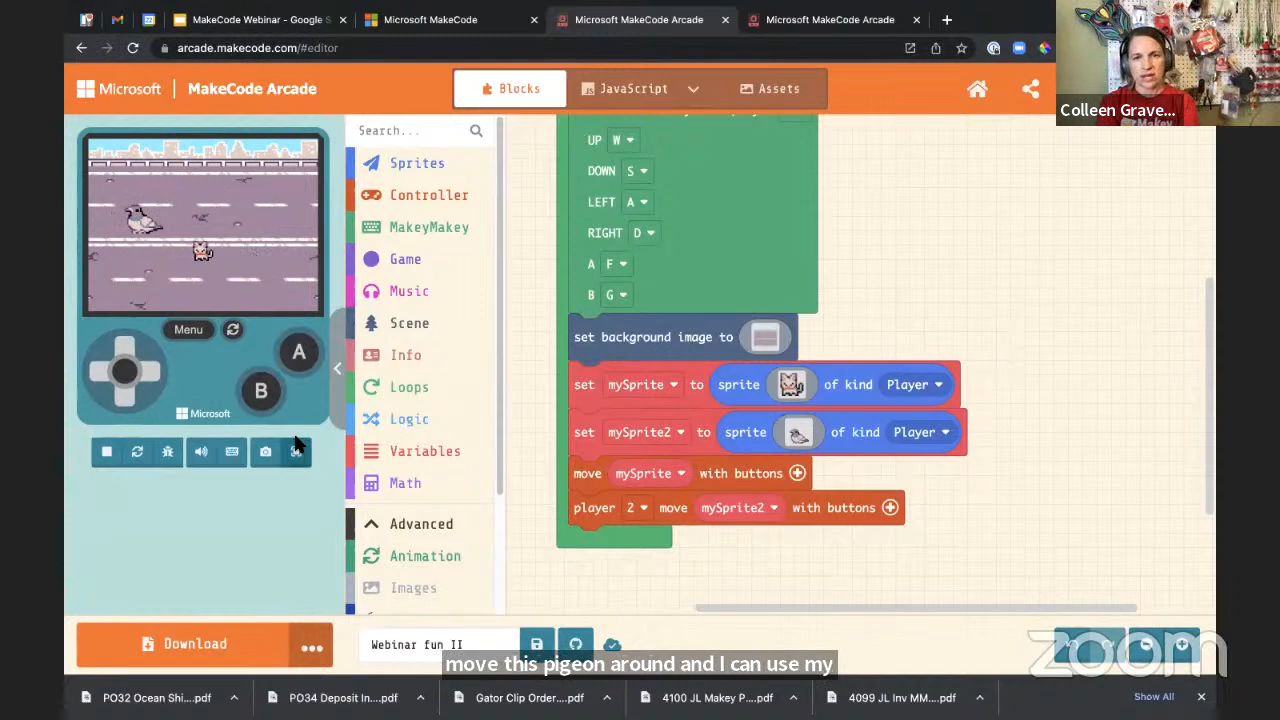 MakeCode Webinar - Google S
Microsoft MakeCode
Microsoft MakeCode Arcade
Microsoft MakeCode Arcade
arcade.makecode.com/#editor
Colleen Grave...
Microsoft
MakeCode Arcade
Blocks
JavaScript
Assets
Search...
Sprites
Controller
MakeyMakey
Game
Music
Scene
Info
Loops
Logic
Variables
Math
Advanced
Animation
Images
Menu
A
B
Microsoft
UP W
DOWN S
LEFT A
RIGHT D
A F
B G
set background image to
set mySprite to sprite of kind Player
set mySprite2 to sprite of kind Player
move mySprite with buttons
player 2 move mySprite2 with buttons
Download
Webinar fun II
zoom
move this pigeon around and I can use my
PO32 Ocean Shi....pdf
PO34 Deposit In....pdf
Gator Clip Order....pdf
4100 JL Makey P....pdf
4099 JL Inv MM....pdf
Show All